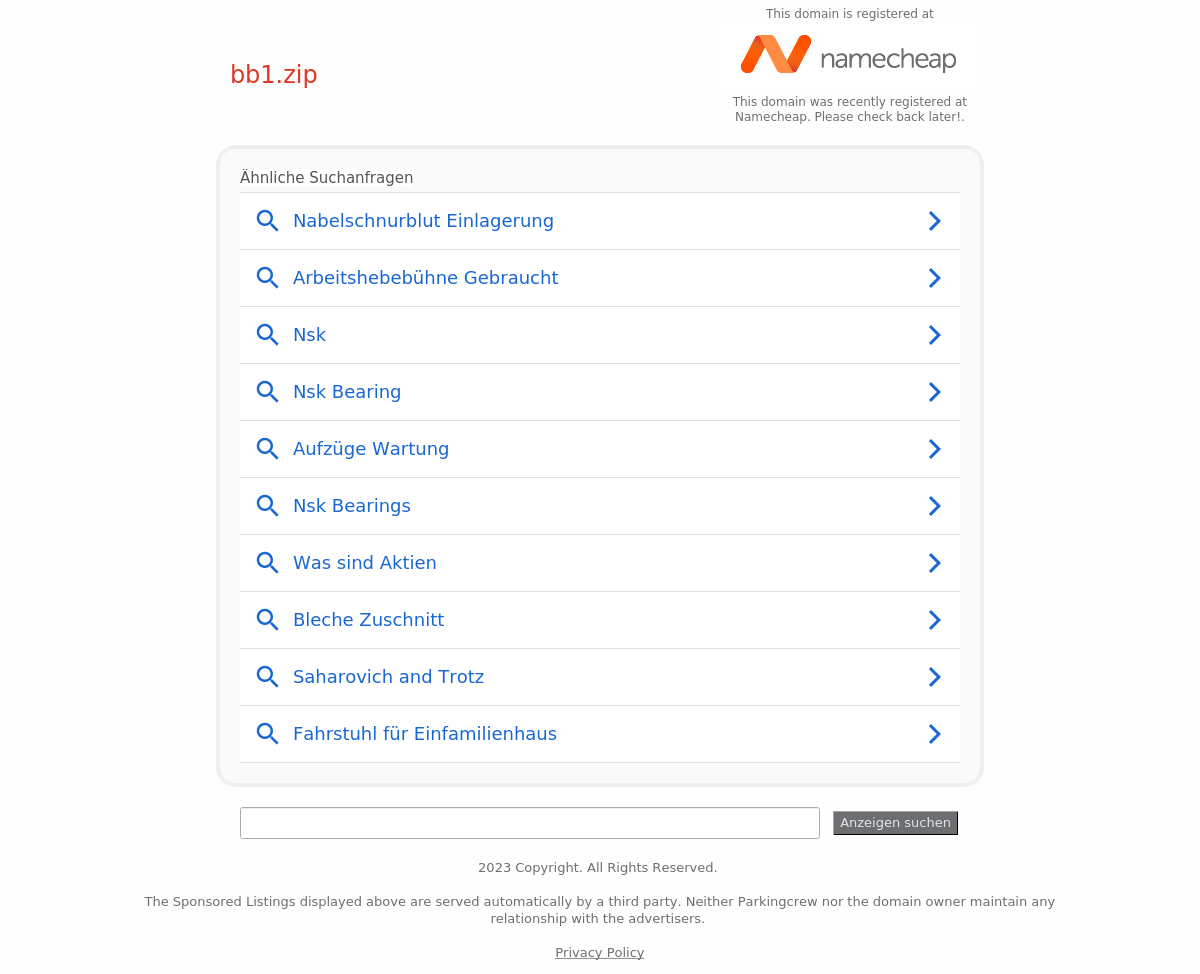 This domain is registered at
namecheap
bb1.zip
This domain was recently registered at
Namecheap. Please check back later!.
Ähnliche Suchanfragen
Nabelschnurblut Einlagerung
Arbeitshebebühne Gebraucht
Nsk
Nsk Bearing
Aufzüge Wartung
Nsk Bearings
Was sind Aktien
Bleche Zuschnitt
Saharovich and Trotz
Fahrstuhl für Einfamilienhaus
Anzeigen suchen
2023 Copyright. All Rights Reserved.
The Sponsored Listings displayed above are served automatically by a third party. Neither Parkingcrew nor the domain owner maintain any
relationship with the advertisers.
Privacy Policy